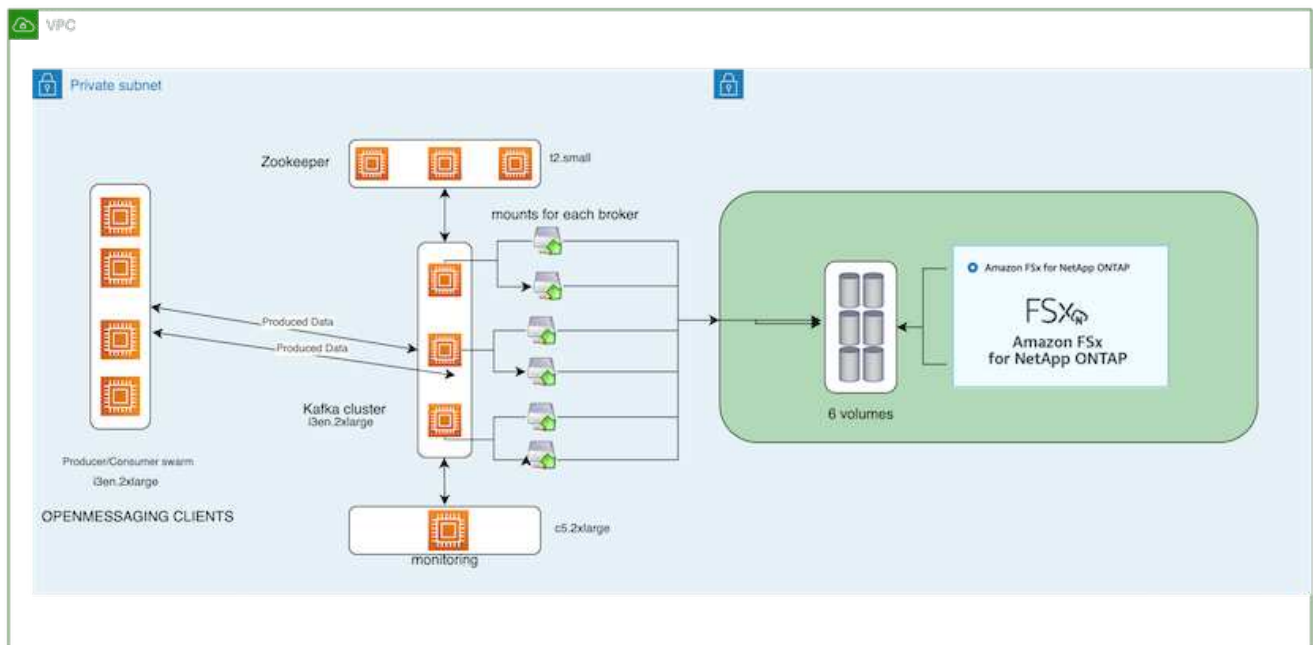 VPC
Private subnet
Zookeeper
t2.small
mounts for each broker
Amazon FSx for NetApp ONTAP
FSx
N
Amazon FSx
for NetApp ONTAP
Produced Data
Produced Data
Kafka cluster
i3en.2xlarge
6 volumes
Producer/Consumer swarm
i3en.2xlarge
OPENMESSAGING CLIENTS
c5.2xlarge
monitoring